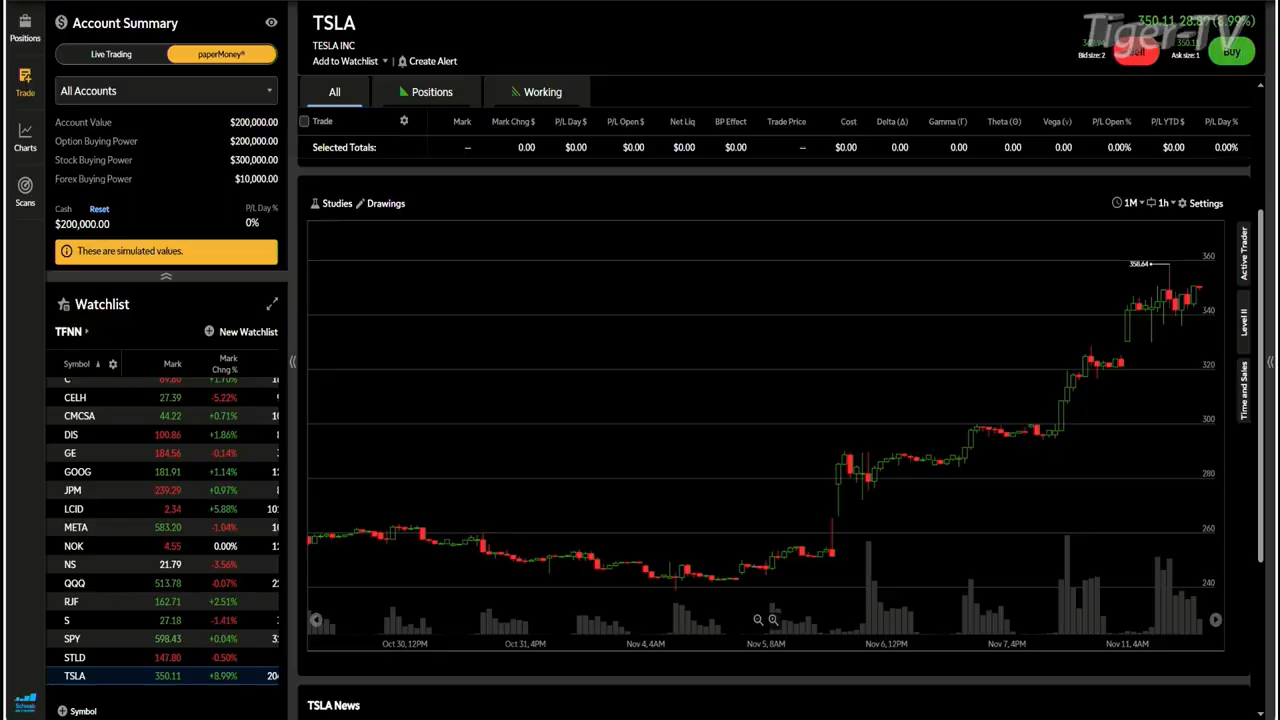 Positions
Trade
Charts
Scans
Schwab
NETWORK
Account Summary
Live Trading
paperMoney®
All Accounts
Account Value $200,000.00
Option Buying Power $200,000.00
Stock Buying Power $300,000.00
Forex Buying Power $10,000.00
Cash Reset P/L Day %
$200,000.00 0%
These are simulated values.
Watchlist
TFNN
New Watchlist
Symbol Mark Mark Chng %
C 69.80 +1.70%
CELH 27.39 -5.22%
CMCSA 44.22 +0.71%
DIS 100.86 +1.86%
GE 184.56 -0.14%
GOOG 181.91 +1.14%
JPM 239.29 +0.97%
LCID 2.34 +5.88%
META 583.20 -1.04%
NOK 4.55 0.00%
NS 21.79 -3.56%
QQQ 513.78 -0.07%
RJF 162.71 +2.51%
S 27.18 -1.41%
SPY 598.43 +0.04%
STLD 147.80 -0.50%
TSLA 350.11 +8.99%
Symbol
TSLA
TESLA INC
Add to Watchlist Create Alert
Tiger-TV
350.11 28.89 (8.99%)
Bid size: 2 Sell Ask size: 1 Buy
All Positions Working
Trade Mark Mark Chng $ P/L Day $ P/L Open $ Net Liq BP Effect Trade Price Cost Delta (Δ) Gamma (Γ) Theta (Θ) Vega (ν) P/L Open % P/L YTD $ P/L Day %
Selected Totals: -- 0.00 $0.00 $0.00 $0.00 $0.00 -- $0.00 0.00 0.00 0.00 0.00 0.00% $0.00 0.00%
Studies Drawings
1M 1h Settings
358.64
360
340
320
300
280
260
240
Oct 30, 12PM Oct 31, 4PM Nov 4, 4AM Nov 5, 8AM Nov 6, 12PM Nov 7, 4PM Nov 11, 4AM
Active Trader
Level II
Time and Sales
TSLA News